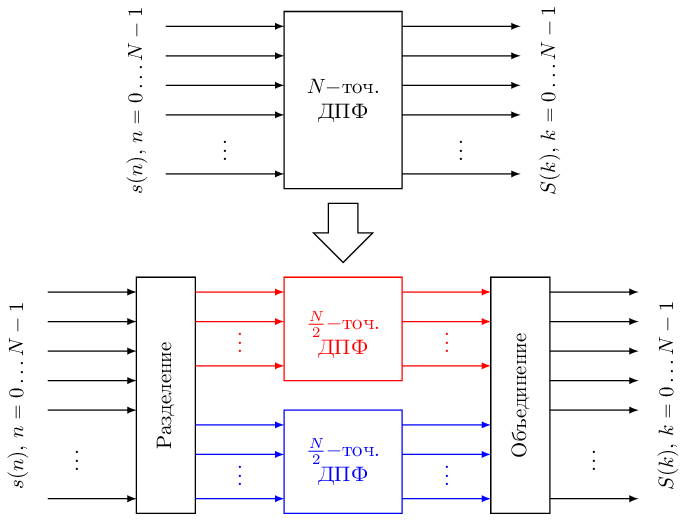 s(n), n = 0 … N − 1
N−точ.
ДПФ
⋮
⋮
S(k), k = 0 … N − 1
s(n), n = 0 … N − 1
⋮
Разделение
N/2−точ.
ДПФ
⋮
⋮
N/2−точ.
ДПФ
⋮
⋮
Объединение
⋮
S(k), k = 0 … N − 1